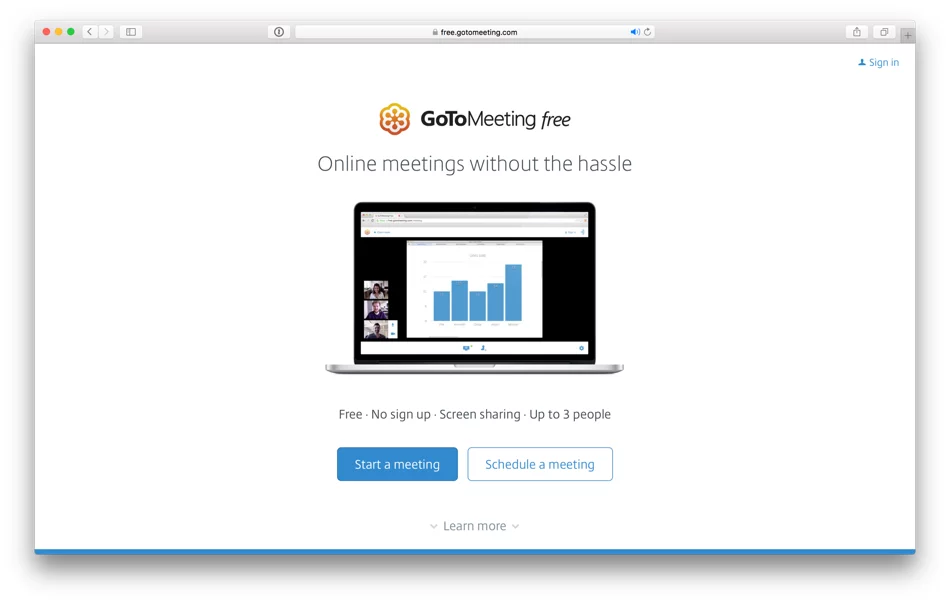 free.gotomeeting.com
Sign in
GoToMeeting free
Online meetings without the hassle
Free · No sign up · Screen sharing · Up to 3 people
Start a meeting
Schedule a meeting
Learn more